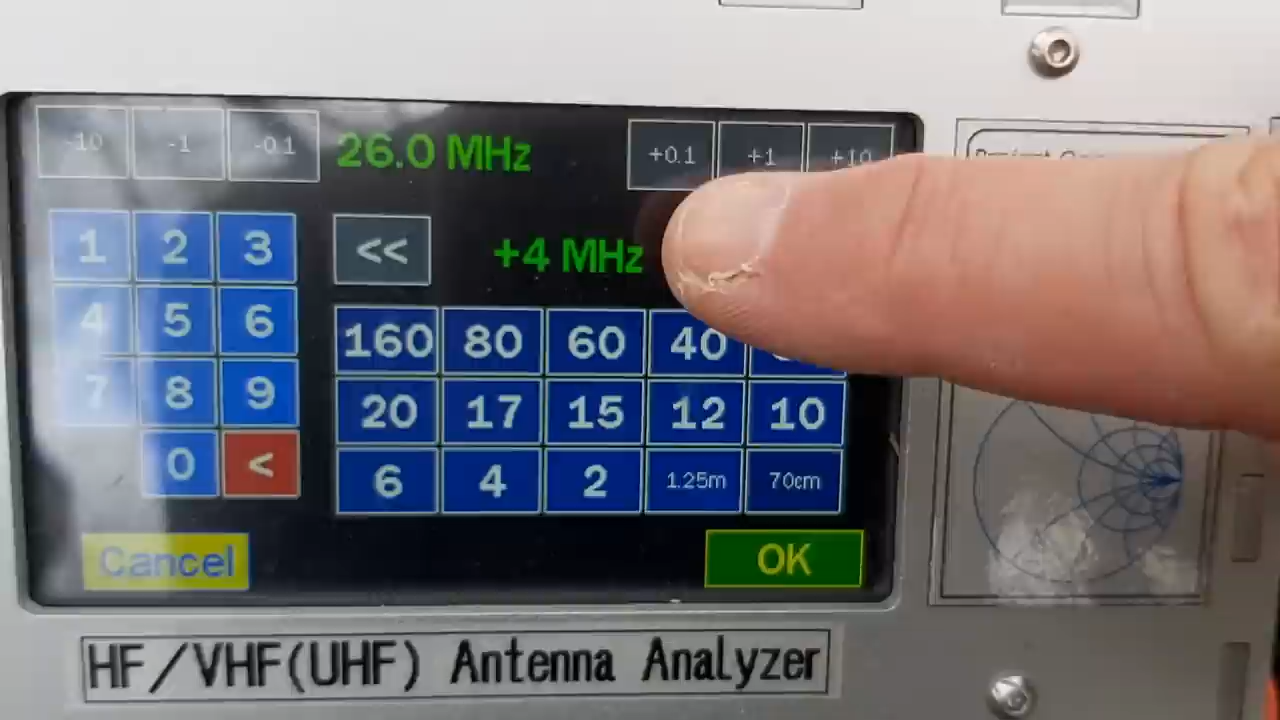 -10 -1 -0.1 26.0 MHz +0.1 +1 +10
1 2 3 << +4 MHz
4 5 6 160 80 60 40
7 8 9 20 17 15 12 10
0 < 6 4 2 1.25m 70cm
Cancel OK
HF/VHF(UHF) Antenna Analyzer